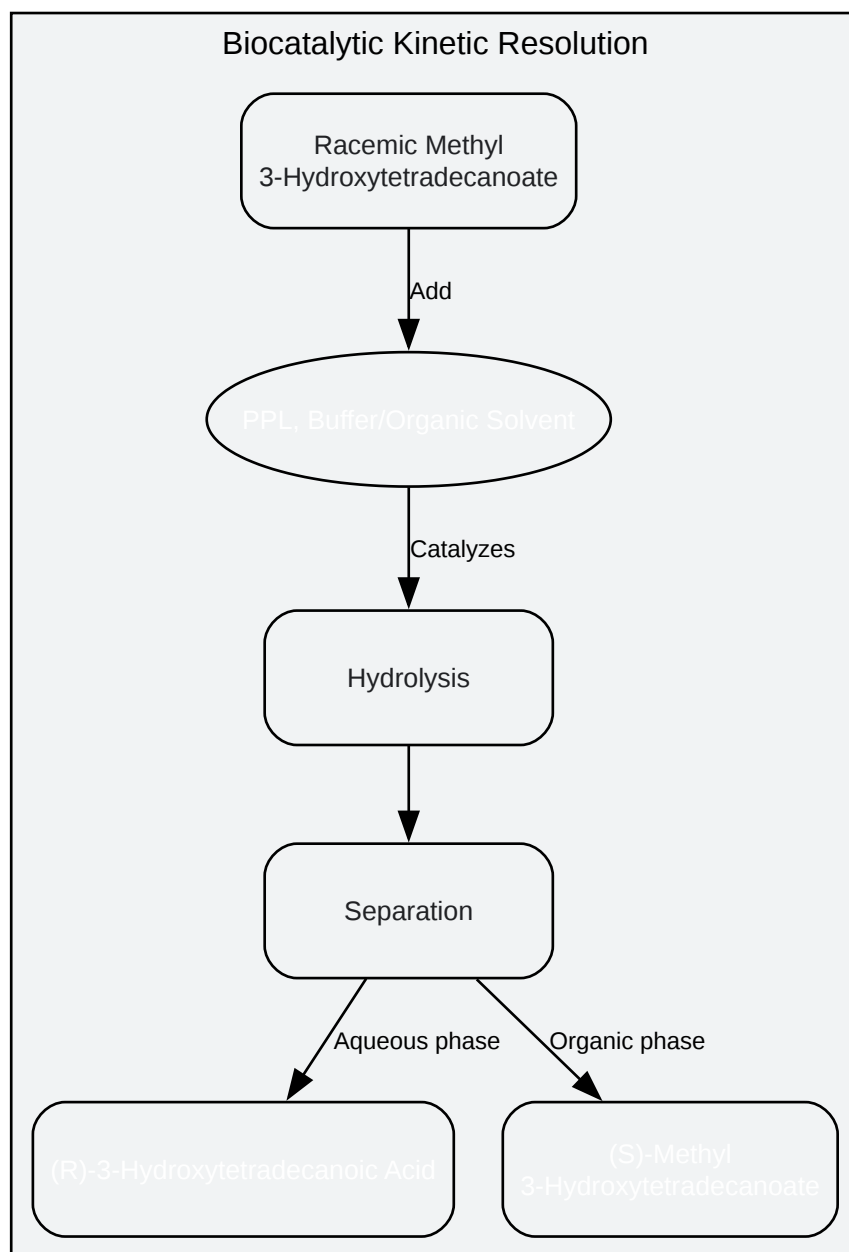 Biocatalytic Kinetic Resolution
Racemic Methyl
3-Hydroxytetradecanoate
Add
PPL, Buffer/Organic Solvent
Catalyzes
Hydrolysis
Separation
Aqueous phase
Organic phase
(R)-3-Hydroxytetradecanoic Acid
(S)-Methyl
3-Hydroxytetradecanoate